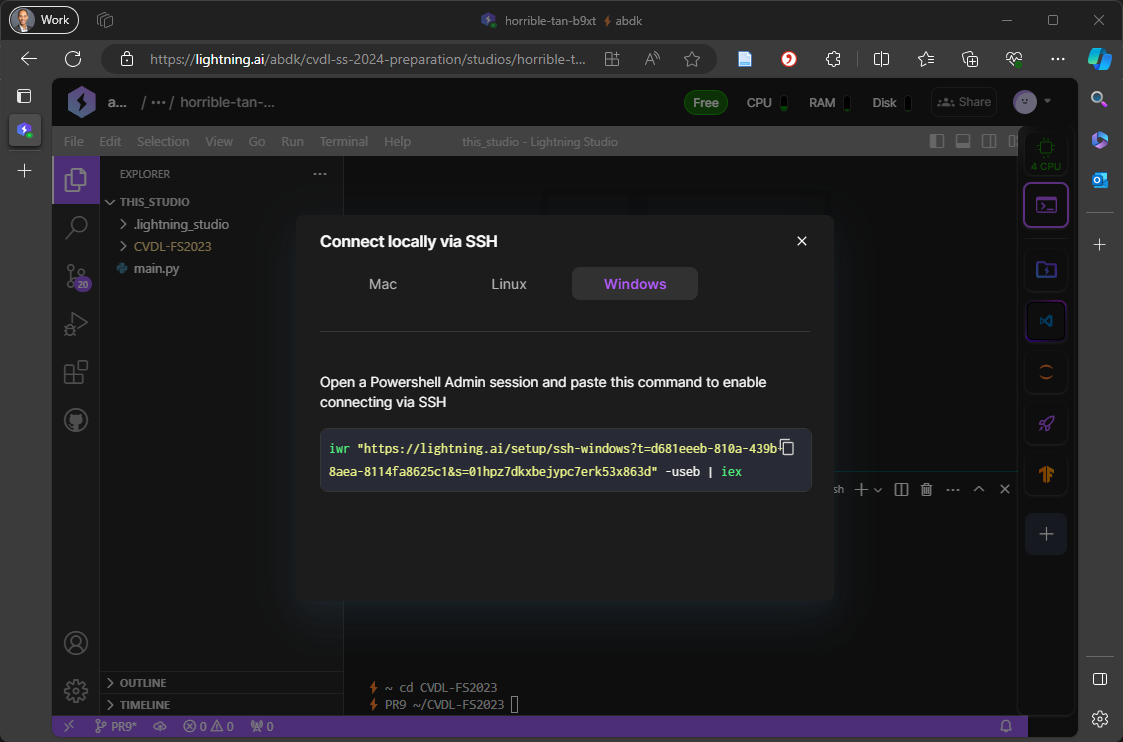 Work
horrible-tan-b9xt ⚡ abdk
https://lightning.ai/abdk/cvdl-ss-2024-preparation/studios/horrible-t...
a... / ··· / horrible-tan-...
Free CPU RAM Disk Share
File Edit Selection View Go Run Terminal Help this_studio - Lightning Studio
EXPLORER
4 CPU
THIS_STUDIO
.lightning_studio
CVDL-FS2023
main.py
20
Connect locally via SSH
Mac Linux Windows
Open a Powershell Admin session and paste this command to enable
connecting via SSH
iwr "https://lightning.ai/setup/ssh-windows?t=d681eeeb-810a-439b-
8aea-8114fa8625c1&s=01hpz7dkxbejypc7erk53x863d" -useb | iex
sh
OUTLINE
TIMELINE
⚡ ~ cd CVDL-FS2023
⚡ PR9 ~/CVDL-FS2023
PR9* 0 0 0